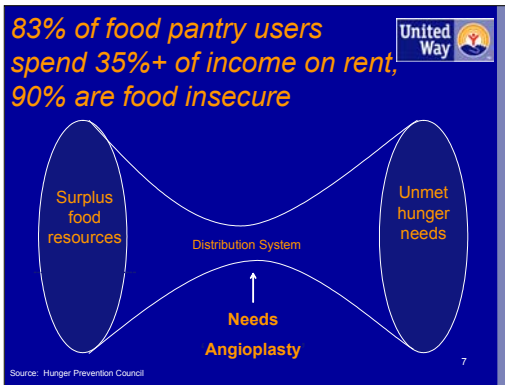 83% of food pantry users
spend 35%+ of income on rent,
90% are food insecure
United
Way
Surplus
food
resources
Distribution System
Unmet
hunger
needs
Needs
Angioplasty
7
Source: Hunger Prevention Council